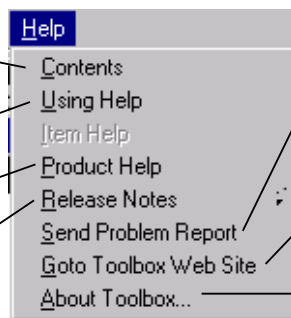 Help
Contents
Using Help
Item Help
Product Help
Release Notes
Send Problem Report
Goto Toolbox Web Site
About Toolbox...